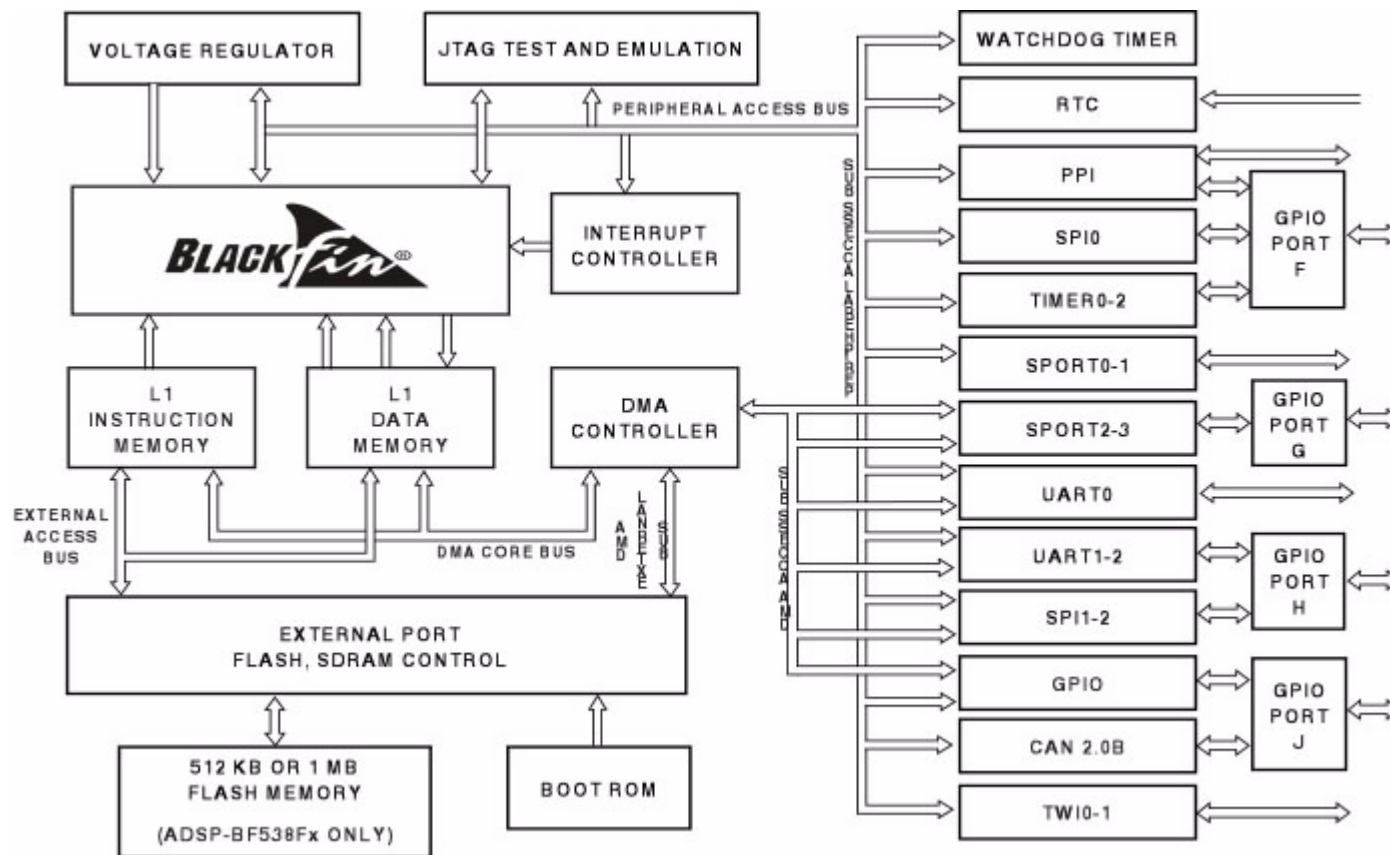 VOLTAGE REGULATOR
JTAG TEST AND EMULATION
PERIPHERAL ACCESS BUS
BLACKfin®
INTERRUPT
CONTROLLER
L1
INSTRUCTION
MEMORY
L1
DATA
MEMORY
DMA
CONTROLLER
EXTERNAL
ACCESS
BUS
DMA CORE BUS
AMD
SUB
EXTERNAL PORT
FLASH, SDRAM CONTROL
512 KB OR 1 MB
FLASH MEMORY
(ADSP-BF538Fx ONLY)
BOOT ROM
WATCHDOG TIMER
RTC
PPI
SPI0
TIMER0-2
SPORT0-1
SPORT2-3
UART0
UART1-2
SPI1-2
GPIO
CAN 2.0B
TWI0-1
GPIO
PORT
F
GPIO
PORT
G
GPIO
PORT
H
GPIO
PORT
J